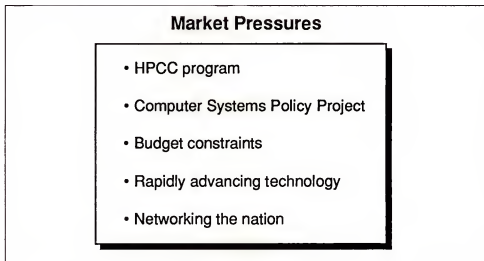 Market Pressures
• HPCC program
• Computer Systems Policy Project
• Budget constraints
• Rapidly advancing technology
• Networking the nation